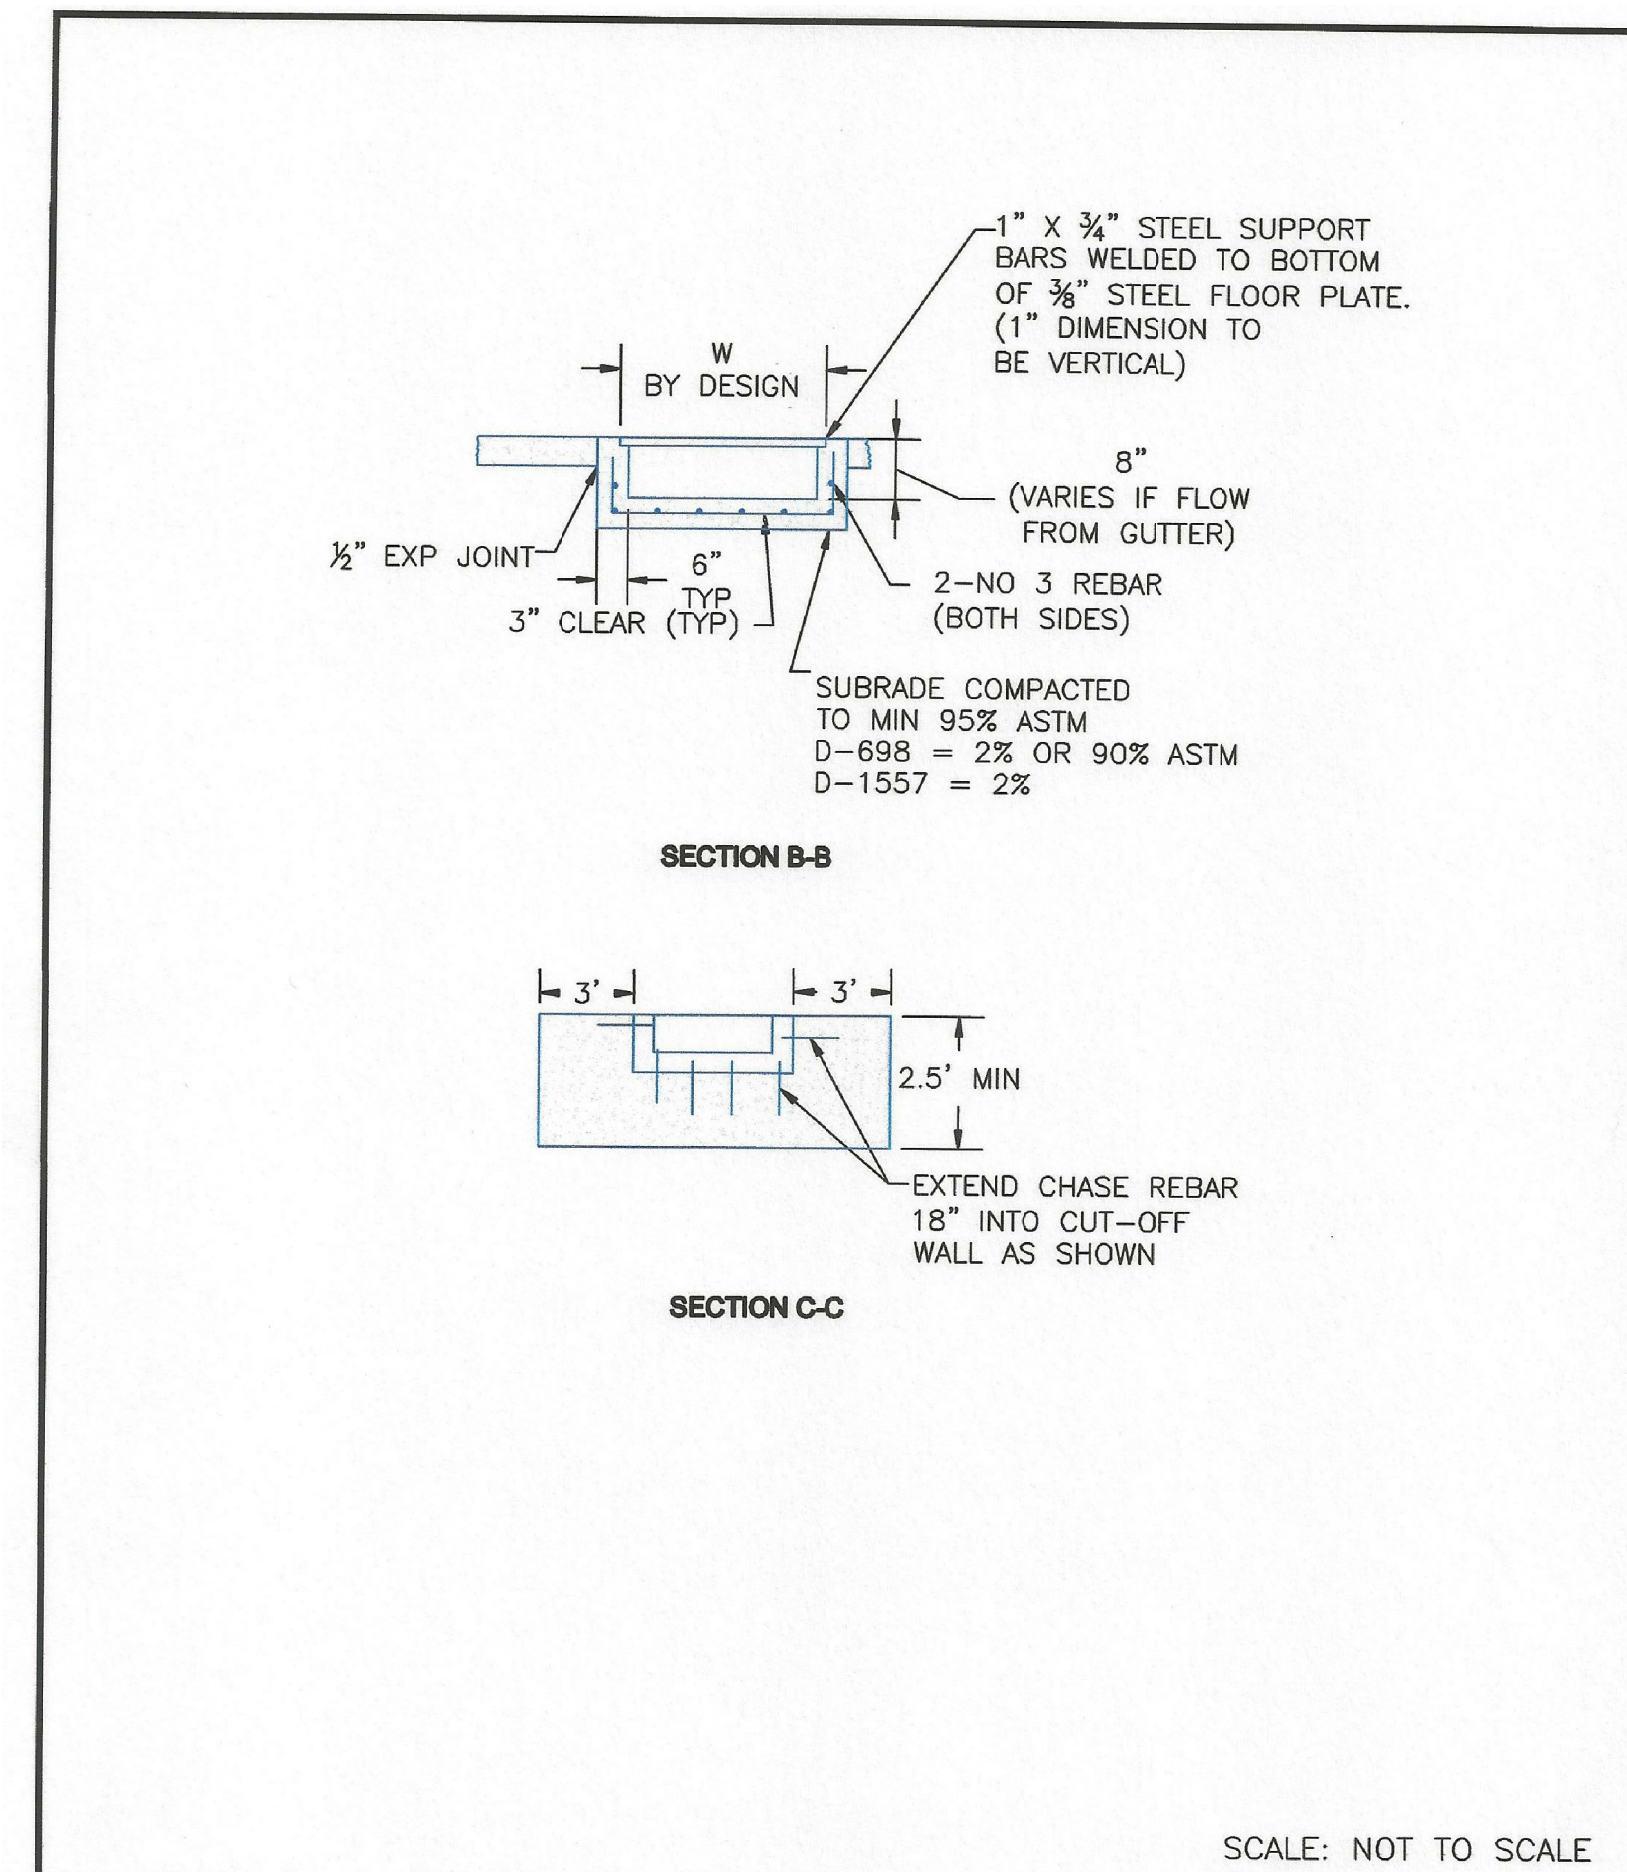 1" X ¾" STEEL SUPPORT
BARS WELDED TO BOTTOM
OF ⅜" STEEL FLOOR PLATE.
(1" DIMENSION TO
BE VERTICAL)
W
BY DESIGN
8"
(VARIES IF FLOW
FROM GUTTER)
½" EXP JOINT
6"
TYP
3" CLEAR (TYP)
2-NO 3 REBAR
(BOTH SIDES)
SUBRADE COMPACTED
TO MIN 95% ASTM
D-698 = 2% OR 90% ASTM
D-1557 = 2%
SECTION B-B
3'
3'
2.5' MIN
EXTEND CHASE REBAR
18" INTO CUT-OFF
WALL AS SHOWN
SECTION C-C
SCALE: NOT TO SCALE